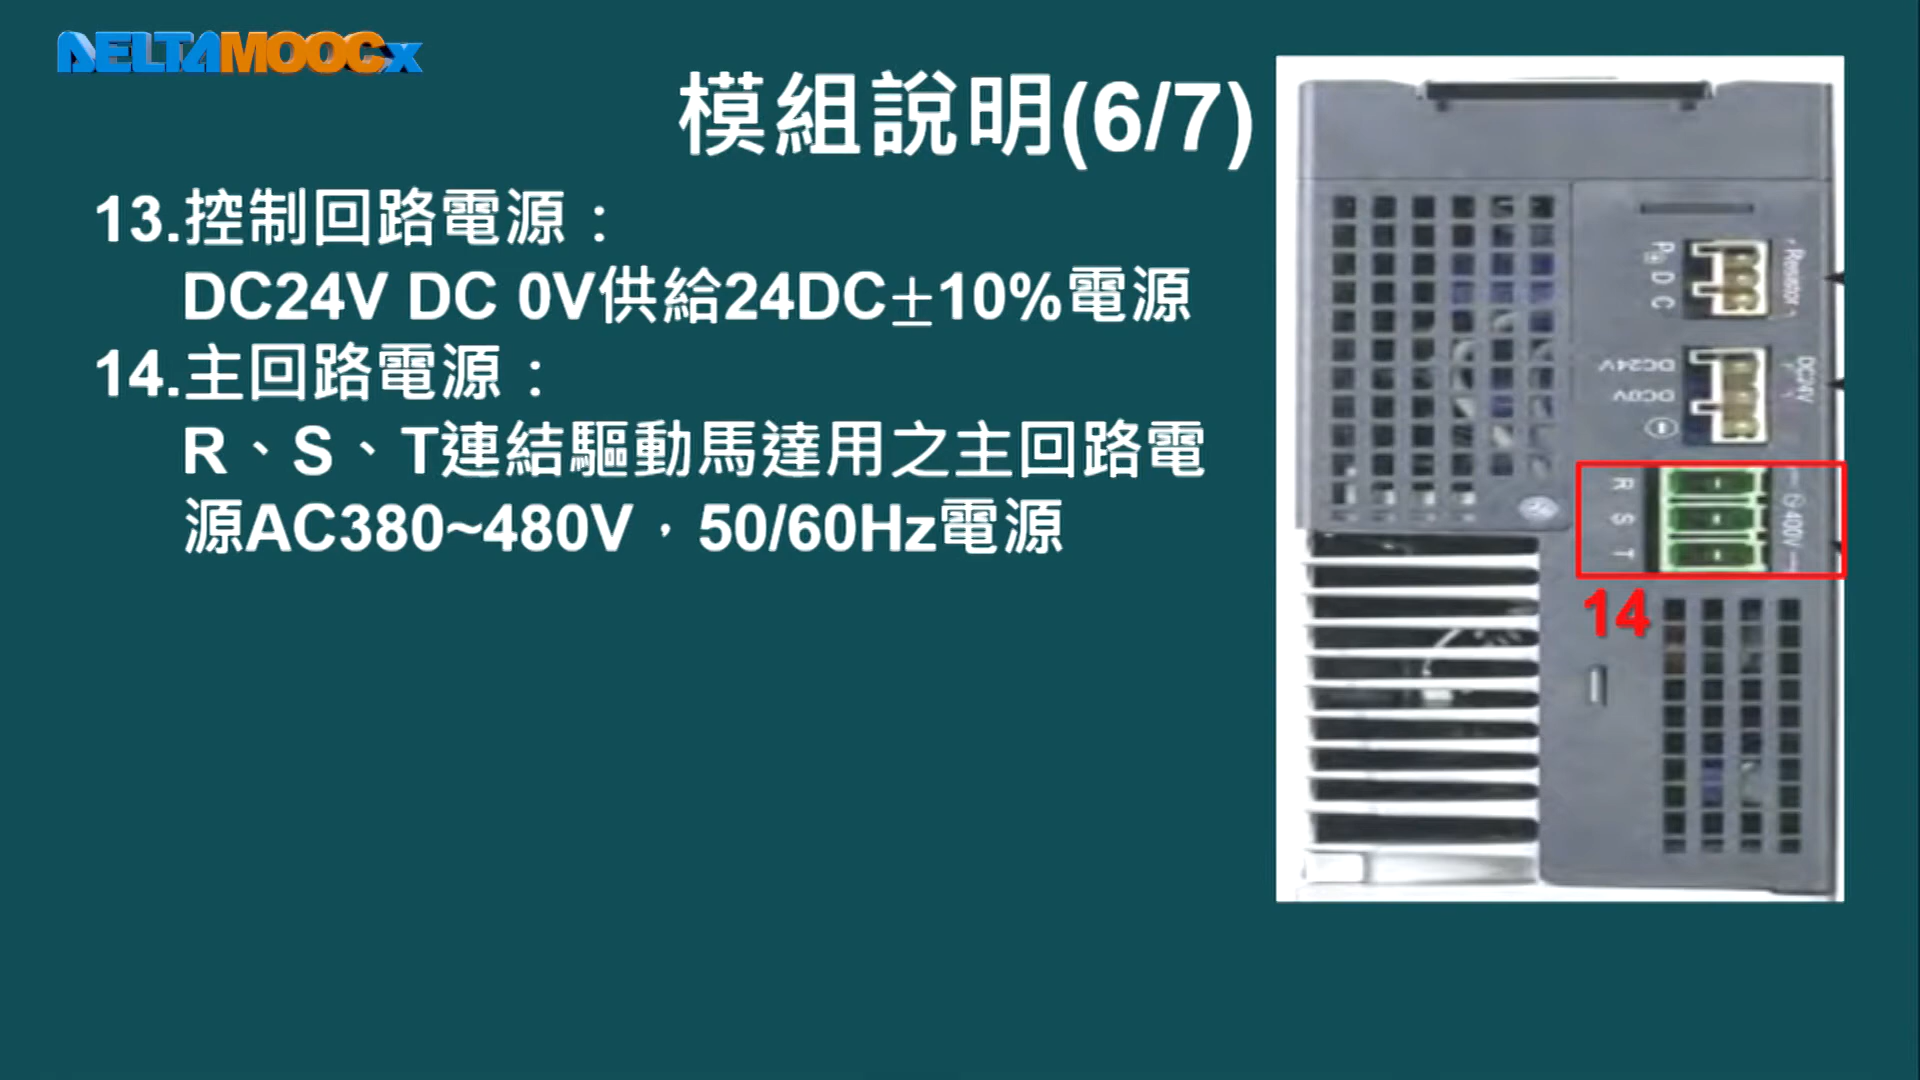 DELTAMOOCx
模組說明(6/7)
13.控制回路電源：
DC24V DC 0V供給24DC±10%電源
14.主回路電源：
R、S、T連結驅動馬達用之主回路電
源AC380~480V，50/60Hz電源
P⊕ D C
Resistor
DC24V
DC0V
DC24V
R
S
T
400V
14